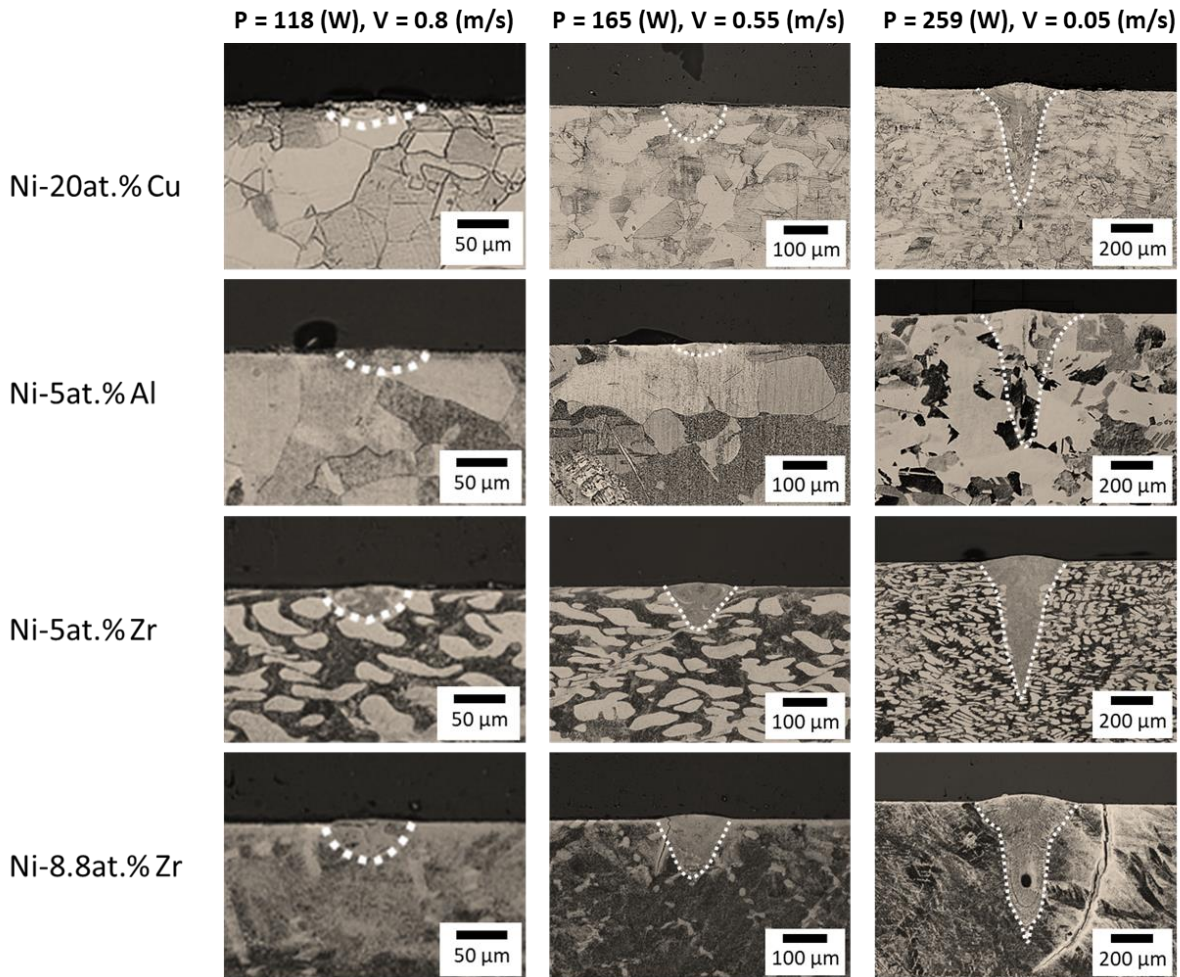 P = 118 (W), V = 0.8 (m/s)
P = 165 (W), V = 0.55 (m/s)
P = 259 (W), V = 0.05 (m/s)
Ni-20at.% Cu
50 μm
100 μm
200 μm
Ni-5at.% Al
50 μm
100 μm
200 μm
Ni-5at.% Zr
50 μm
100 μm
200 μm
Ni-8.8at.% Zr
50 μm
100 μm
200 μm